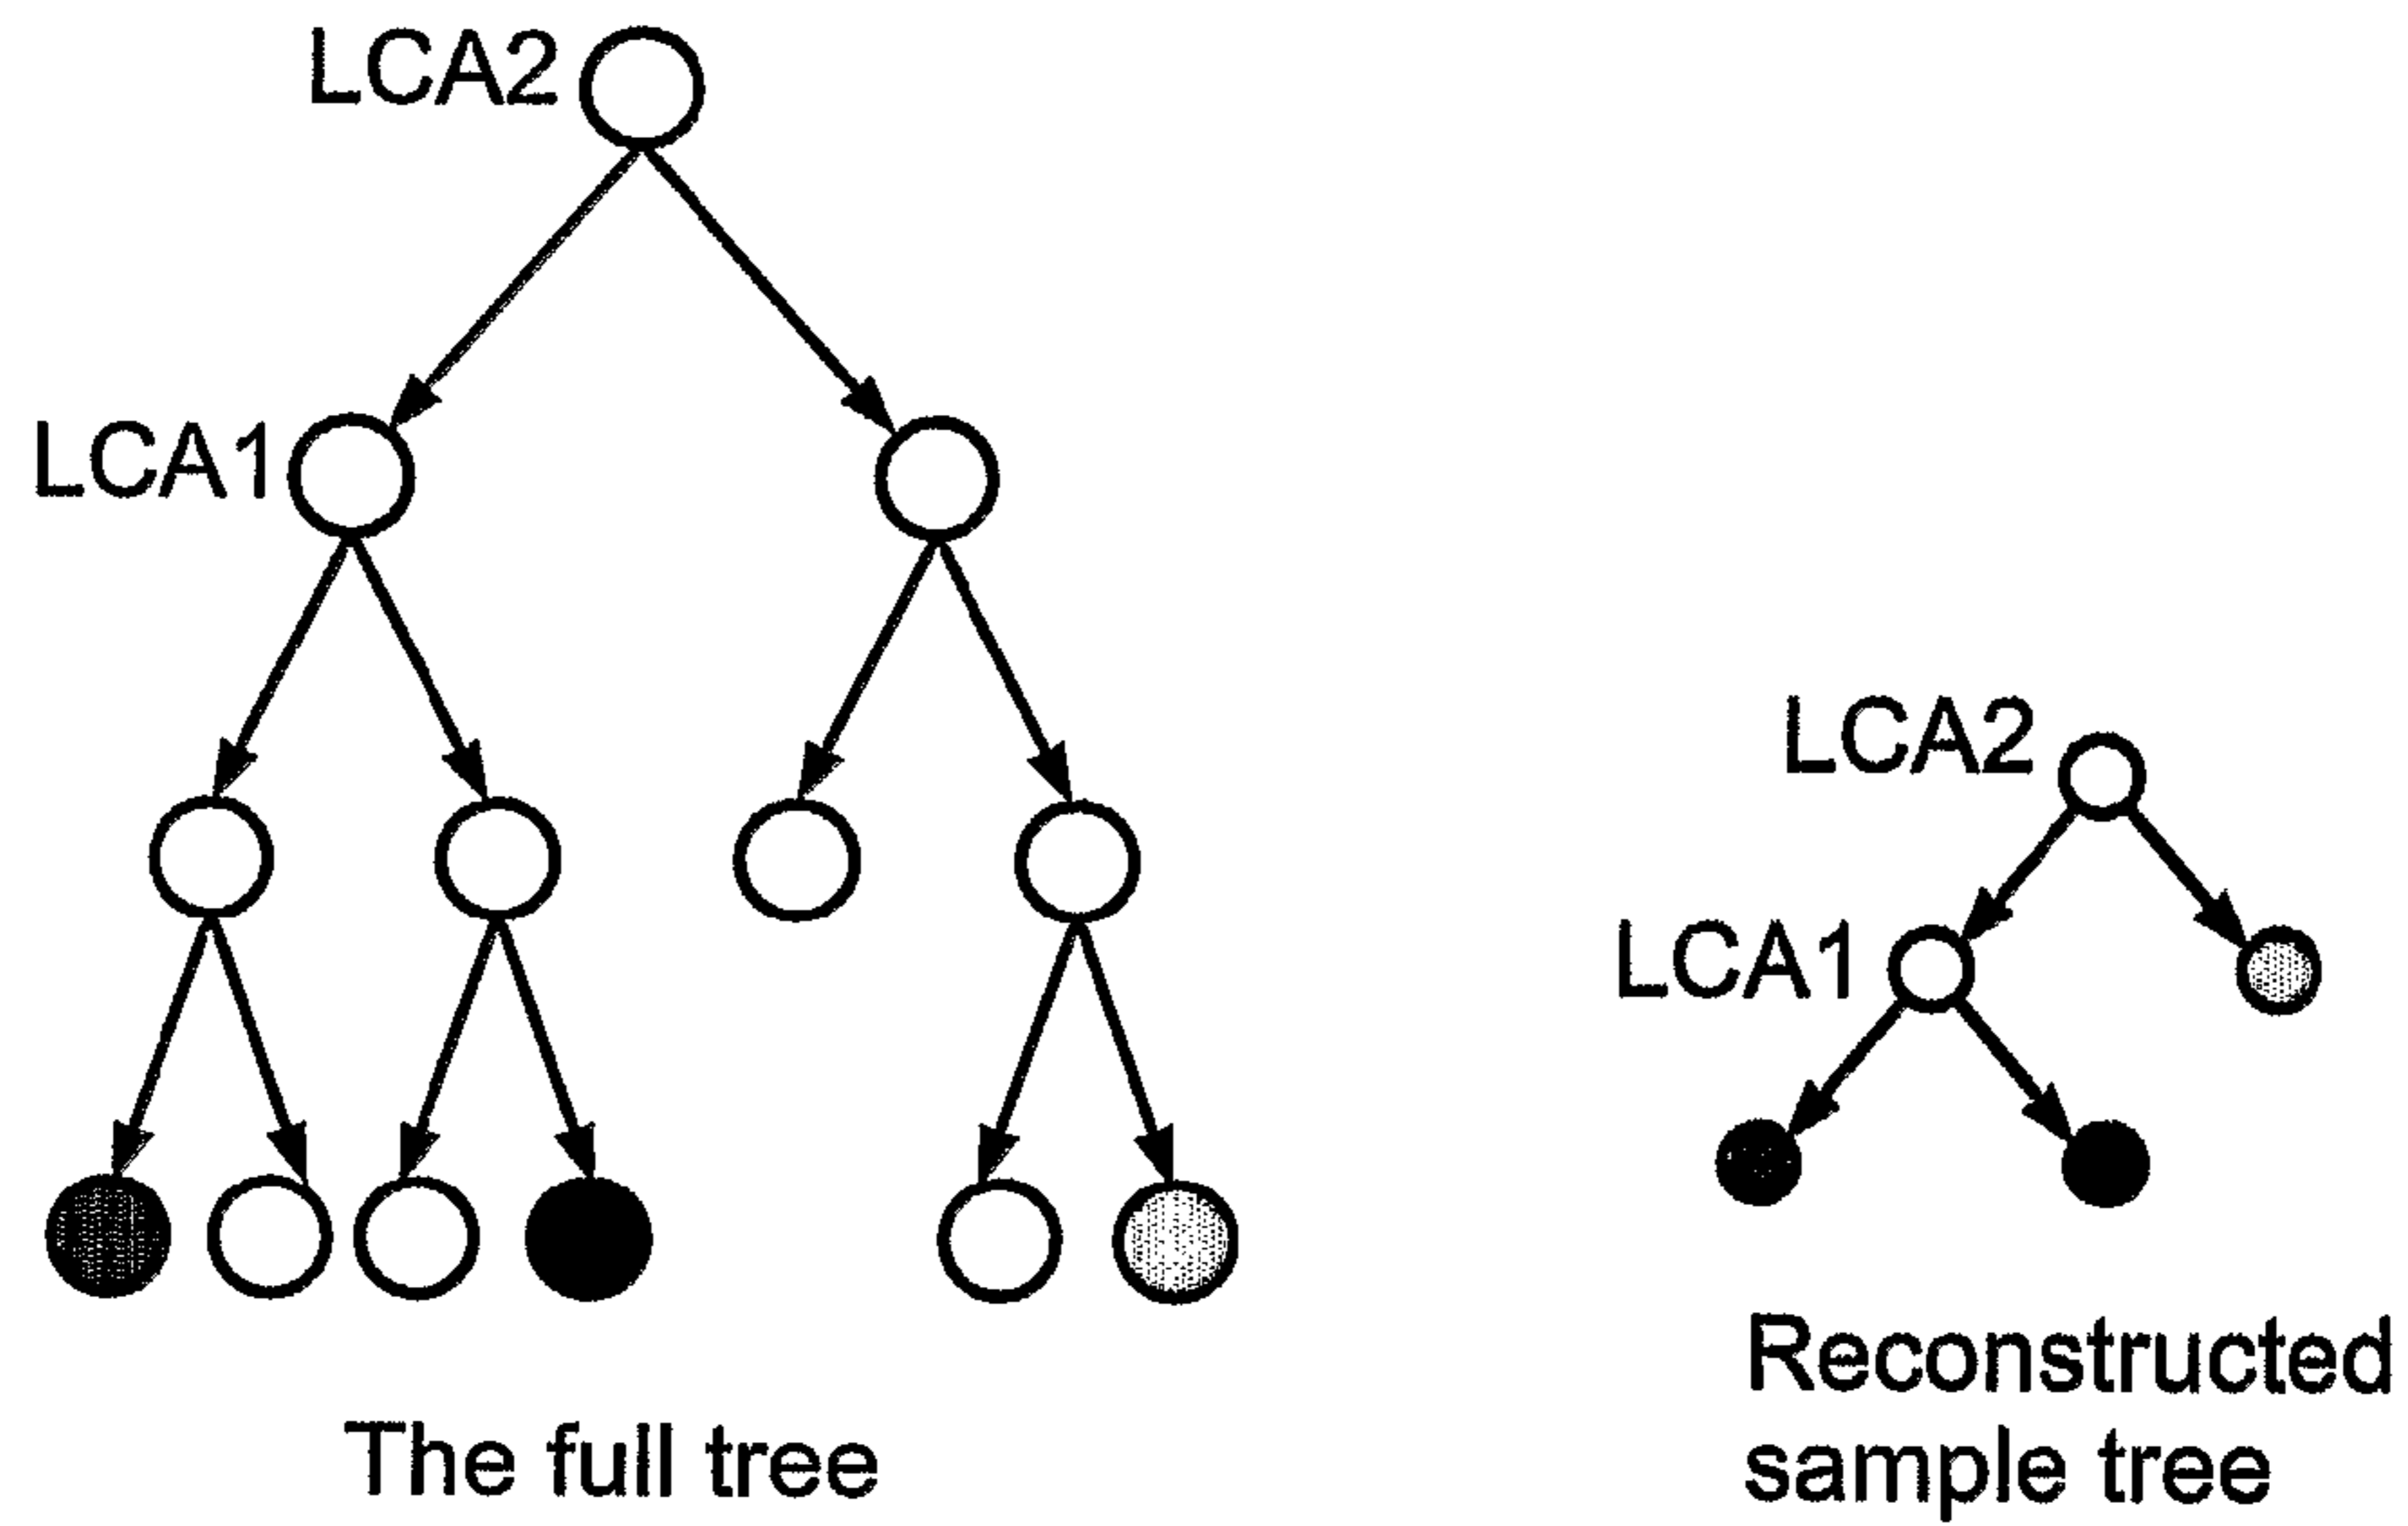 LCA2
LCA1
LCA2
LCA1
The full tree
Reconstructed
sample tree